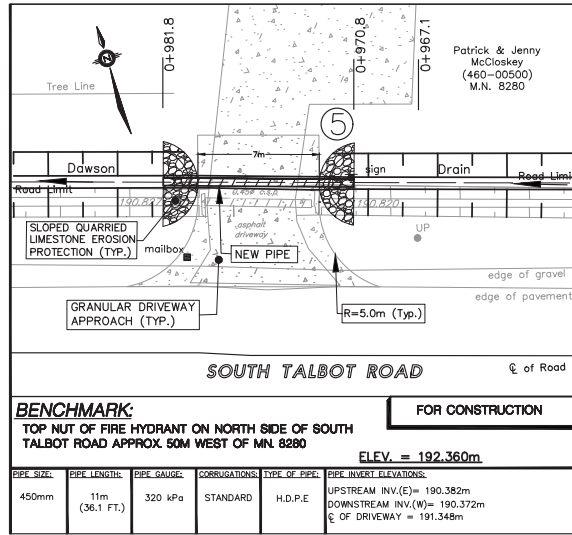 0+981.8
0+970.8
0+967.1
Patrick & Jenny
McCloskey
(460-00500)
M.N. 8280
N
Tree Line
5
7m
Dawson
sign
Drain
Road Limit
Road Limi
0.45ø C.S.P.
190.827
190.820
SLOPED QUARRIED
LIMESTONE EROSION
PROTECTION (TYP.)
mailbox
asphalt
driveway
NEW PIPE
UP
edge of gravel
edge of pavement
GRANULAR DRIVEWAY
APPROACH (TYP.)
R=5.0m (Typ.)
SOUTH TALBOT ROAD
℄ of Road
BENCHMARK:
TOP NUT OF FIRE HYDRANT ON NORTH SIDE OF SOUTH
TALBOT ROAD APPROX. 50M WEST OF MN. 8280
FOR CONSTRUCTION
ELEV. = 192.360m
PIPE SIZE: PIPE LENGTH: PIPE GAUGE: CORRUGATIONS: TYPE OF PIPE: PIPE INVERT ELEVATIONS:
450mm 11m (36.1 FT.) 320 kPa STANDARD H.D.P.E
UPSTREAM INV.(E)= 190.382m
DOWNSTREAM INV.(W)= 190.372m
℄ OF DRIVEWAY = 191.348m